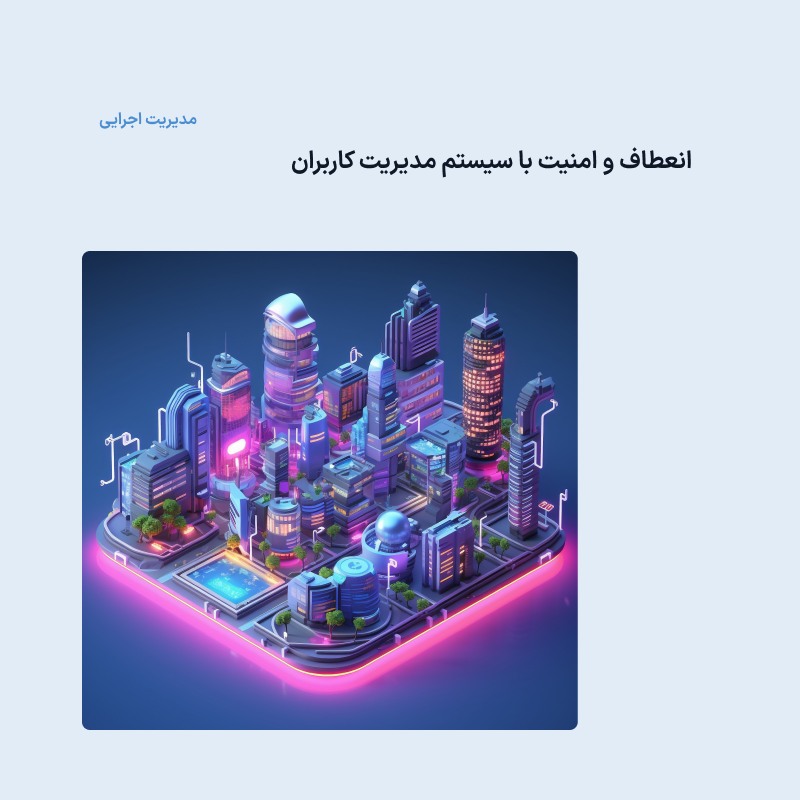 مدیریت اجرایی
انعطاف و امنیت با سیستم مدیریت کاربران